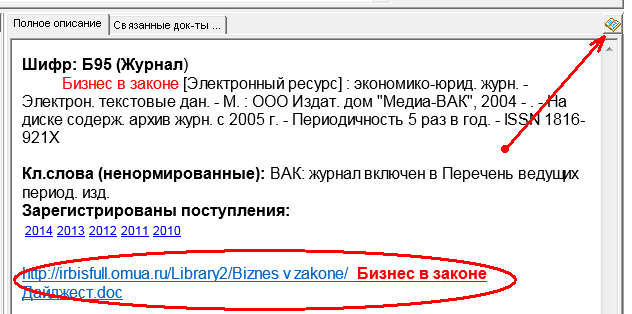 Полное описание
Связанные док-ты ...
Шифр: Б95 (Журнал)
Бизнес в законе [Электронный ресурс] : экономико-юрид. журн. -
Электрон. текстовые дан. - М. : ООО Издат. дом "Медиа-ВАК", 2004 - . - На
диске содерж. архив журн. с 2005 г. - Периодичность 5 раз в год. - ISSN 1816-
921X
Кл.слова (ненормированные): ВАК: журнал включен в Перечень ведущих
период. изд.
Зарегистрированы поступления:
2014 2013 2012 2011 2010
http://irbisfull.omua.ru/Library2/Biznes v zakone/ Бизнес в законе
Дайджест.doc